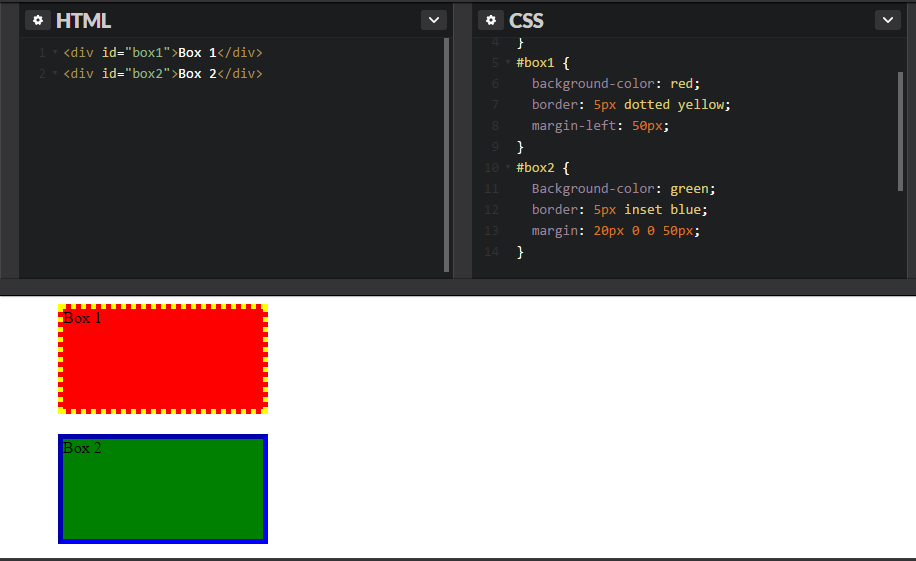 HTML
1 <div id="box1">Box 1</div>
2 <div id="box2">Box 2</div>
CSS
4 }
5 #box1 {
6 background-color: red;
7 border: 5px dotted yellow;
8 margin-left: 50px;
9 }
10 #box2 {
11 Background-color: green;
12 border: 5px inset blue;
13 margin: 20px 0 0 50px;
14 }
Box 1
Box 2